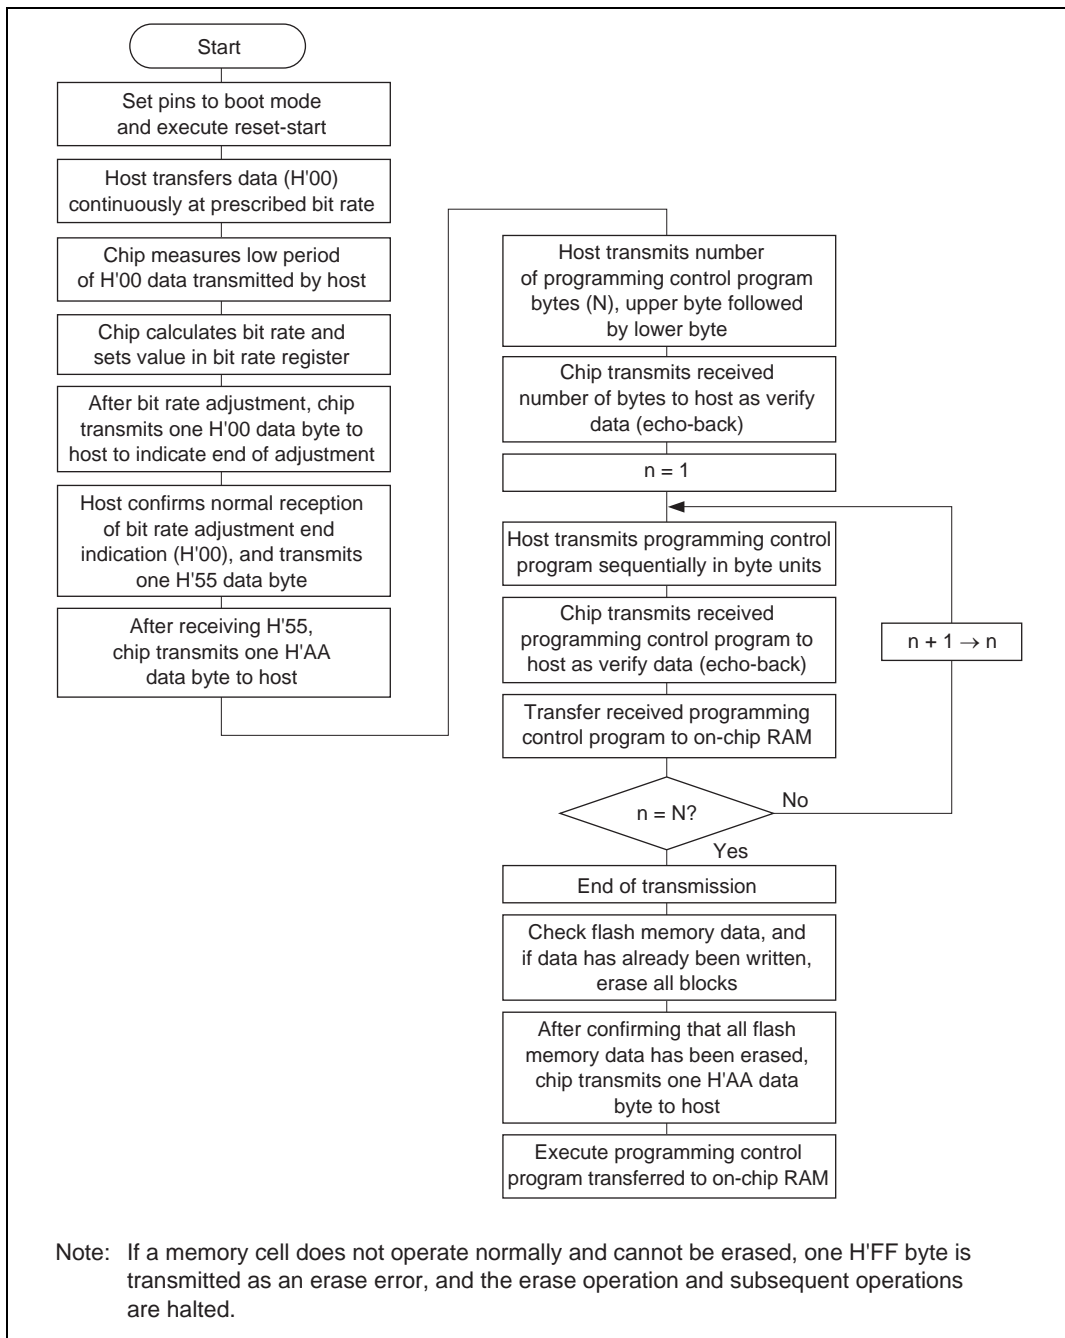 Start
Set pins to boot mode
and execute reset-start
Host transfers data (H'00)
continuously at prescribed bit rate
Chip measures low period
of H'00 data transmitted by host
Chip calculates bit rate and
sets value in bit rate register
After bit rate adjustment, chip
transmits one H'00 data byte to
host to indicate end of adjustment
Host confirms normal reception
of bit rate adjustment end
indication (H'00), and transmits
one H'55 data byte
After receiving H'55,
chip transmits one H'AA
data byte to host
Host transmits number
of programming control program
bytes (N), upper byte followed
by lower byte
Chip transmits received
number of bytes to host as verify
data (echo-back)
n = 1
Host transmits programming control
program sequentially in byte units
Chip transmits received
programming control program to
host as verify data (echo-back)
n + 1 → n
Transfer received programming
control program to on-chip RAM
n = N?
No
Yes
End of transmission
Check flash memory data, and
if data has already been written,
erase all blocks
After confirming that all flash
memory data has been erased,
chip transmits one H'AA data
byte to host
Execute programming control
program transferred to on-chip RAM
Note: If a memory cell does not operate normally and cannot be erased, one H'FF byte is
transmitted as an erase error, and the erase operation and subsequent operations
are halted.